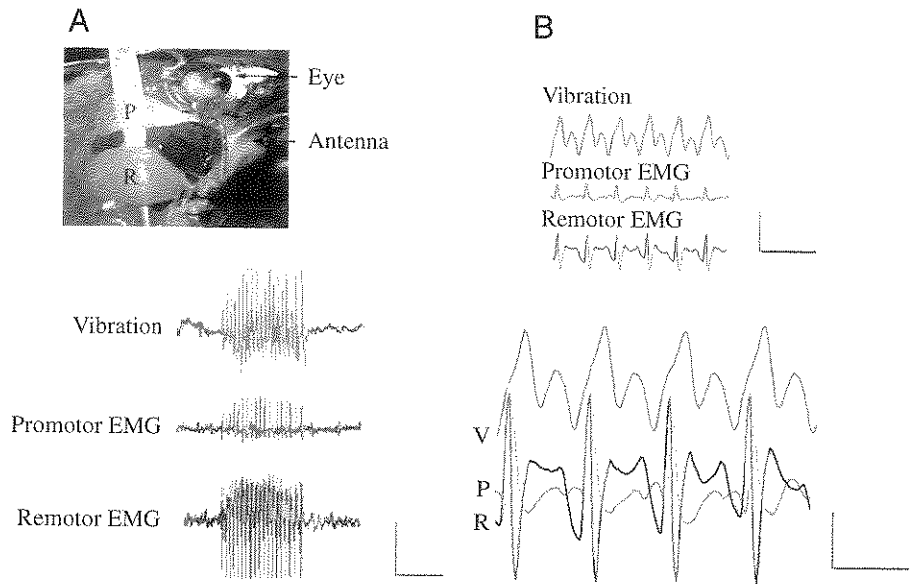 A
Eye
P
Antenna
R
Vibration
Promotor EMG
Remotor EMG
B
Vibration
Promotor EMG
Remotor EMG
V
P
R